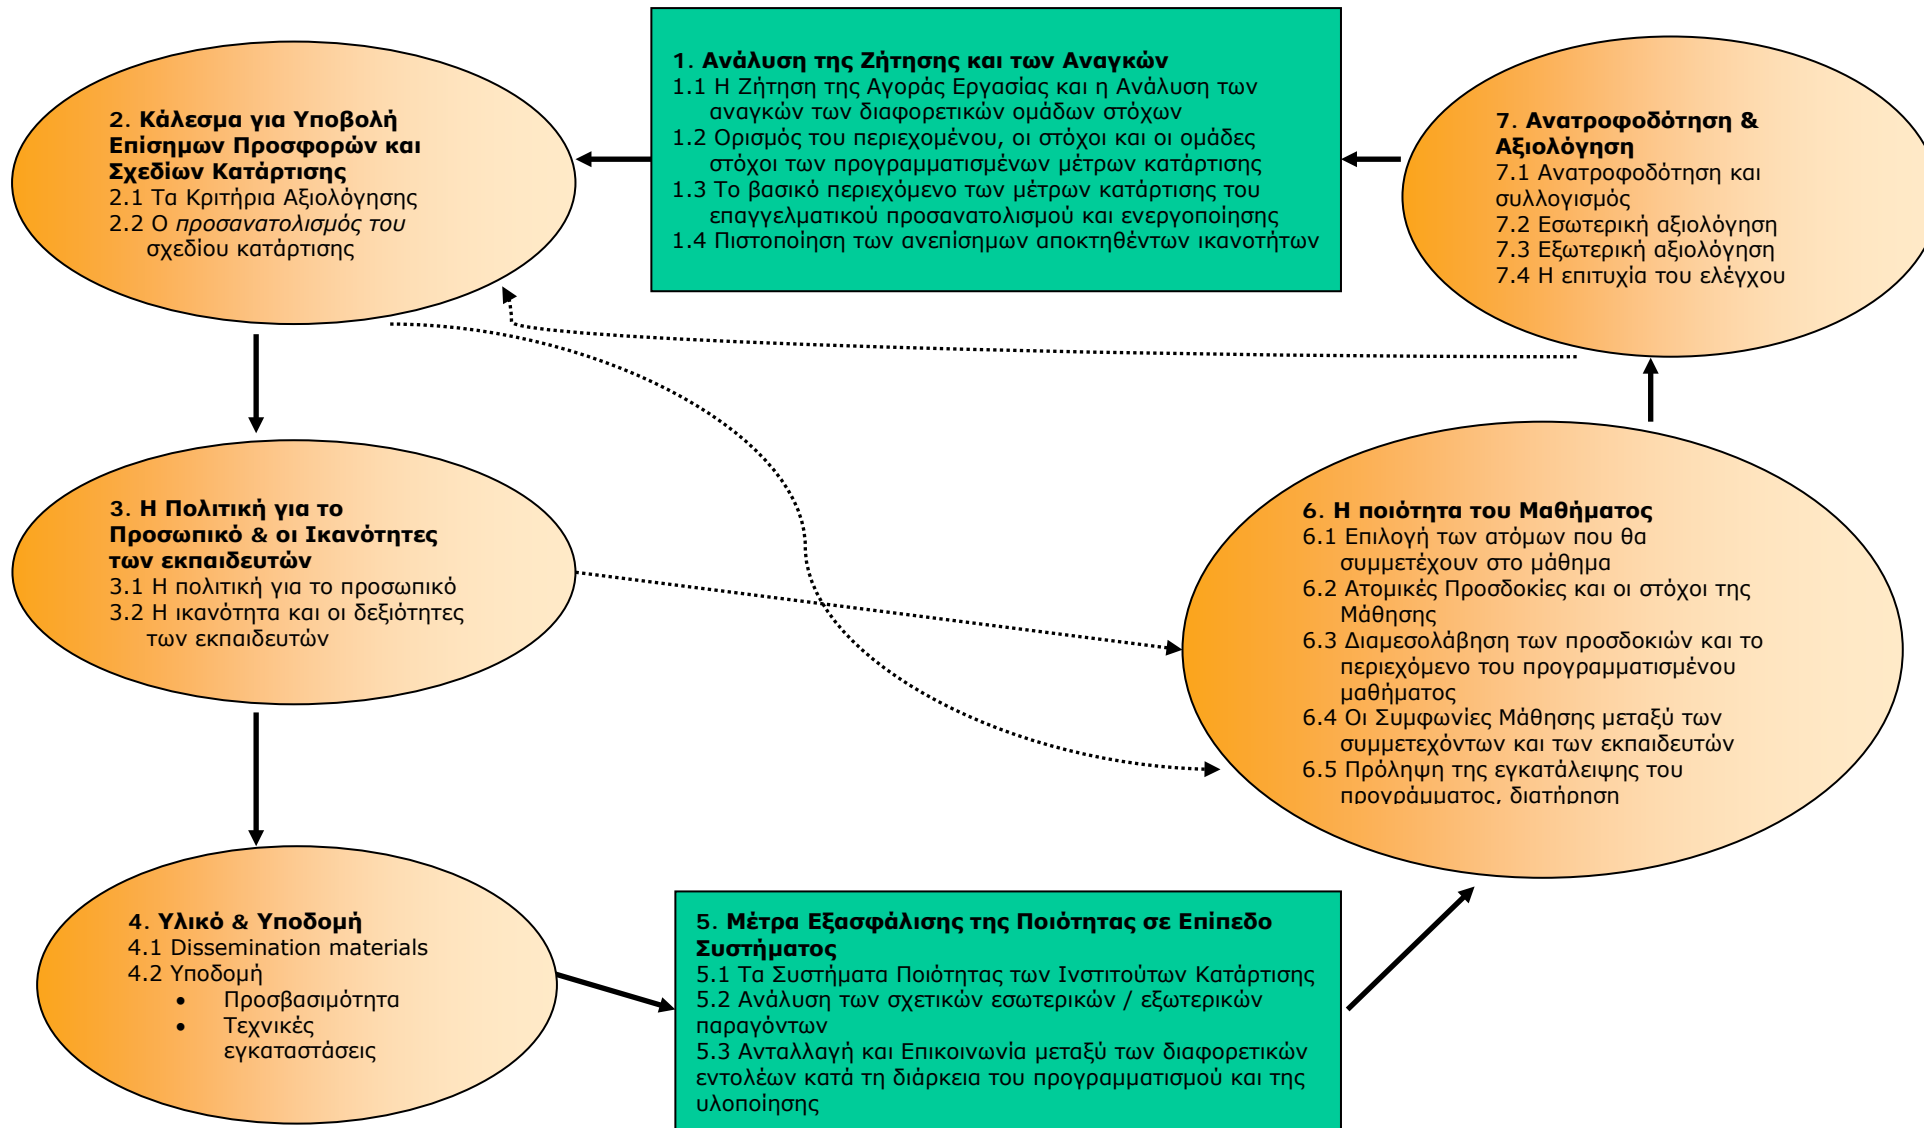 1. Ανάλυση της Ζήτησης και των Αναγκών
1.1 Η Ζήτηση της Αγοράς Εργασίας και η Ανάλυση των
αναγκών των διαφορετικών ομάδων στόχων
1.2 Ορισμός του περιεχομένου, οι στόχοι και οι ομάδες
στόχοι των προγραμματισμένων μέτρων κατάρτισης
1.3 Το βασικό περιεχόμενο των μέτρων κατάρτισης του
επαγγελματικού προσανατολισμού και ενεργοποίησης
1.4 Πιστοποίηση των ανεπίσημων αποκτηθέντων ικανοτήτων
2. Κάλεσμα για Υποβολή
Επίσημων Προσφορών και
Σχεδίων Κατάρτισης
2.1 Τα Κριτήρια Αξιολόγησης
2.2 Ο προσανατολισμός του
σχεδίου κατάρτισης
3. Η Πολιτική για το
Προσωπικό & οι Ικανότητες
των εκπαιδευτών
3.1 Η πολιτική για το προσωπικό
3.2 Η ικανότητα και οι δεξιότητες
των εκπαιδευτών
4. Υλικό & Υποδομή
4.1 Dissemination materials
4.2 Υποδομή
• Προσβασιμότητα
• Τεχνικές
εγκαταστάσεις
5. Μέτρα Εξασφάλισης της Ποιότητας σε Επίπεδο
Συστήματος
5.1 Τα Συστήματα Ποιότητας των Ινστιτούτων Κατάρτισης
5.2 Ανάλυση των σχετικών εσωτερικών / εξωτερικών
παραγόντων
5.3 Ανταλλαγή και Επικοινωνία μεταξύ των διαφορετικών
εντολέων κατά τη διάρκεια του προγραμματισμού και της
υλοποίησης
6. Η ποιότητα του Μαθήματος
6.1 Επιλογή των ατόμων που θα
συμμετέχουν στο μάθημα
6.2 Ατομικές Προσδοκίες και οι στόχοι της
Μάθησης
6.3 Διαμεσολάβηση των προσδοκιών και το
περιεχόμενο του προγραμματισμένου
μαθήματος
6.4 Οι Συμφωνίες Μάθησης μεταξύ των
συμμετεχόντων και των εκπαιδευτών
6.5 Πρόληψη της εγκατάλειψης του
προγράμματος, διατήρηση
7. Ανατροφοδότηση &
Αξιολόγηση
7.1 Ανατροφοδότηση και
συλλογισμός
7.2 Εσωτερική αξιολόγηση
7.3 Εξωτερική αξιολόγηση
7.4 Η επιτυχία του ελέγχου